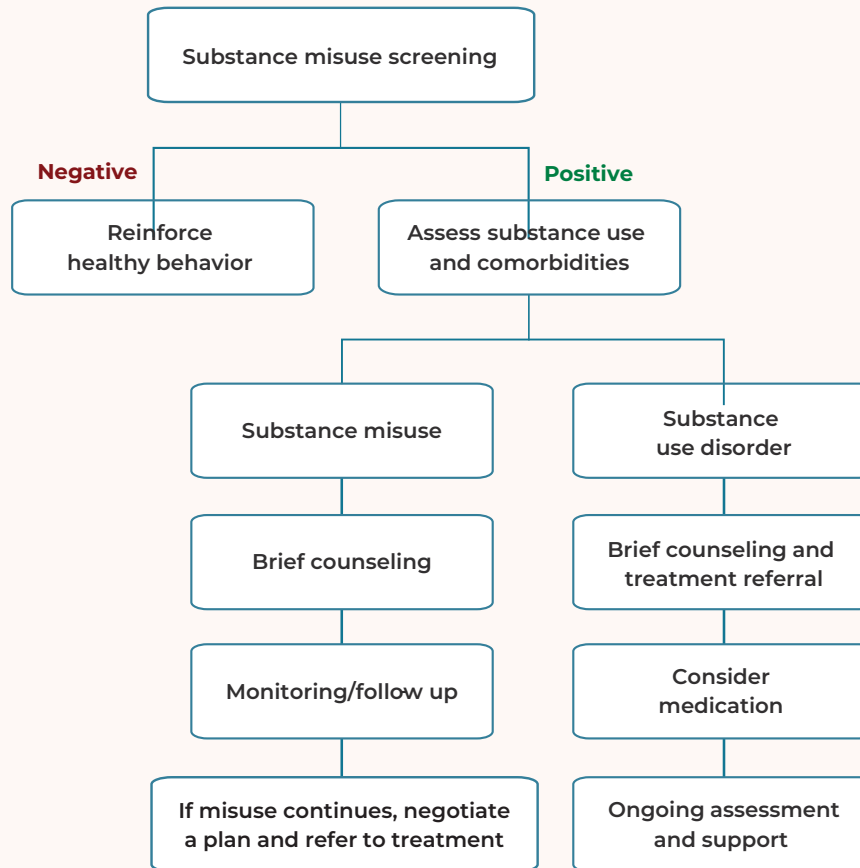 Substance misuse screening
Negative
Positive
Reinforce
healthy behavior
Assess substance use
and comorbidities
Substance misuse
Substance
use disorder
Brief counseling
Brief counseling and
treatment referral
Monitoring/follow up
Consider
medication
If misuse continues, negotiate
a plan and refer to treatment
Ongoing assessment
and support